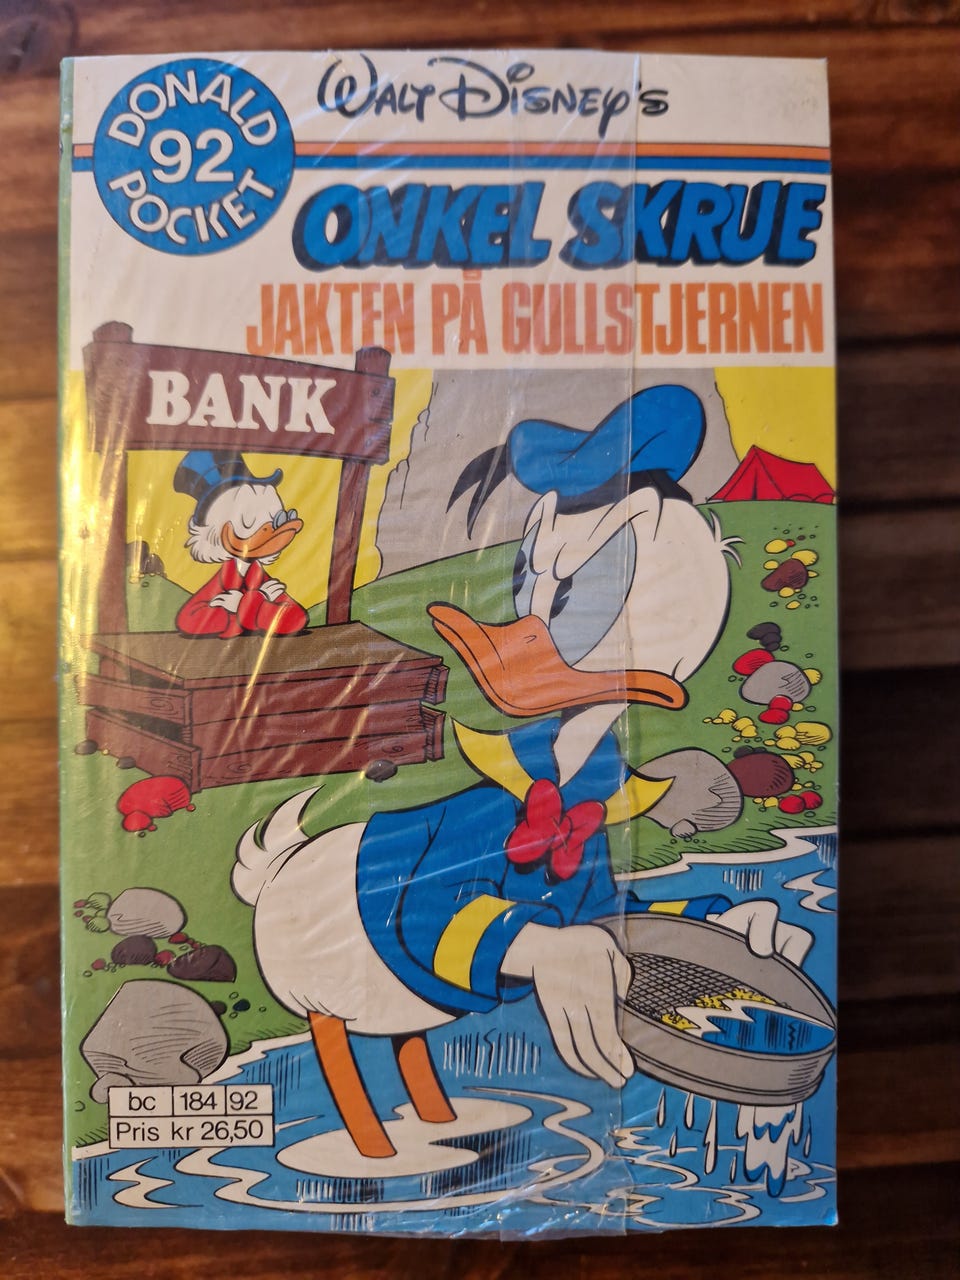 DONALD
92
POCKET
WALT DISNEY'S
ONKEL SKRUE
JAKTEN PÅ GULLSTJERNEN
BANK
bc 184 92
Pris kr 26,50